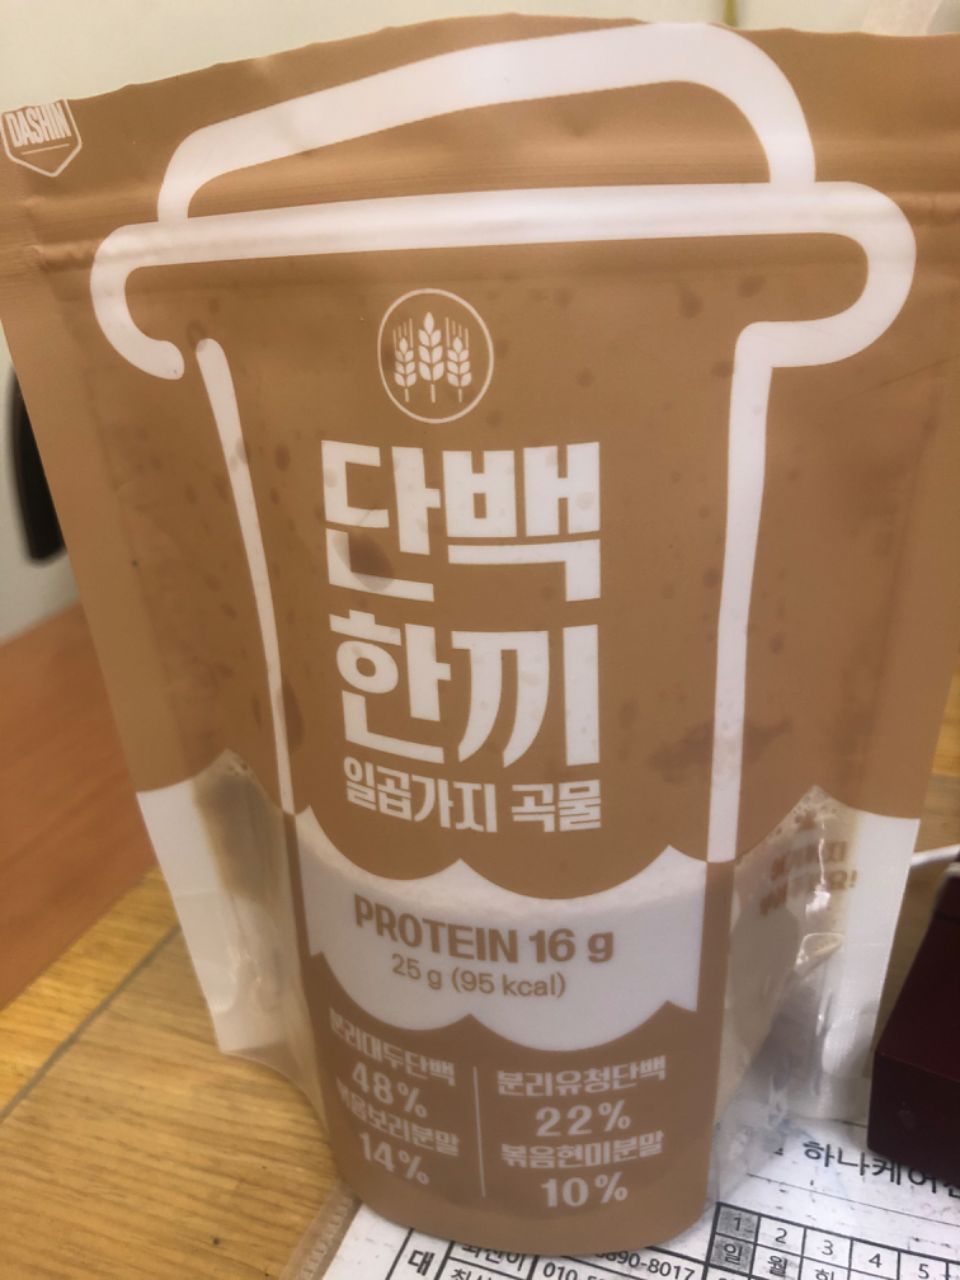 DASHIN
단백
한끼
일곱가지 곡물
PROTEIN 16 g
25 g (95 kcal)
분리대두단백
48%
볶음보리분말
14%
분리유청단백
22%
볶음현미분말
10%
하나케어
1 2 3 4 5
일 월 화
대
010-
890-8017